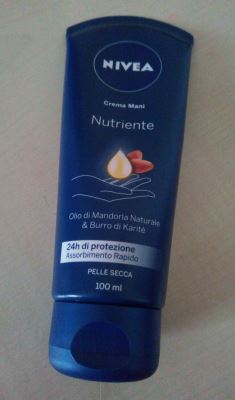 NIVEA
Crema Mani
Nutriente
Olio di Mandorla Naturale
& Burro di Karité
24h di protezione
Assorbimento Rapido
PELLE SECCA
100 ml